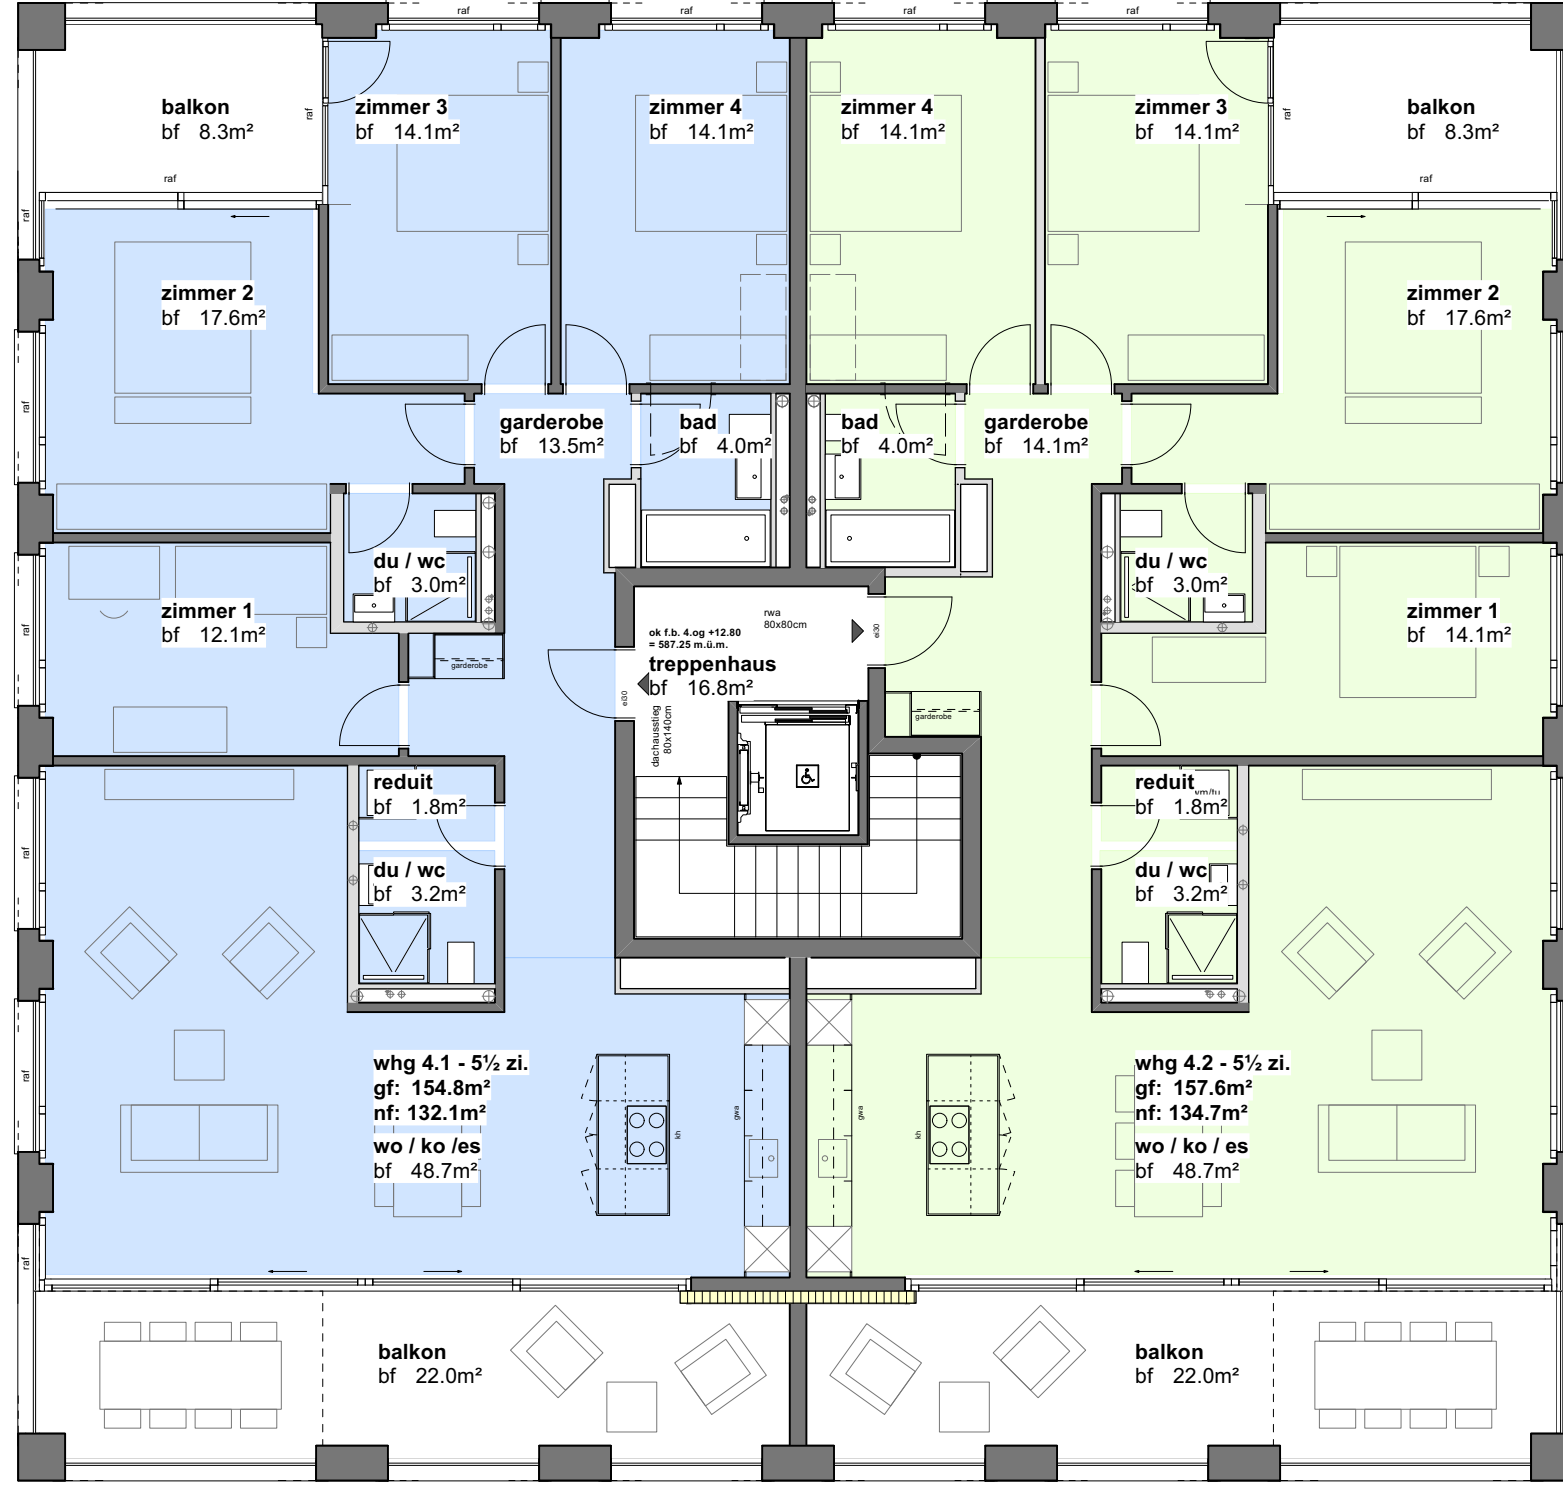 raf
raf
raf
raf
balkon
bf 8.3m²
zimmer 3
bf 14.1m²
zimmer 4
bf 14.1m²
zimmer 4
bf 14.1m²
zimmer 3
bf 14.1m²
balkon
bf 8.3m²
raf
raf
raf
raf
raf
zimmer 2
bf 17.6m²
zimmer 2
bf 17.6m²
raf
garderobe
bf 13.5m²
bad
bf 4.0m²
bad
bf 4.0m²
garderobe
bf 14.1m²
du / wc
bf 3.0m²
du / wc
bf 3.0m²
zimmer 1
bf 12.1m²
zimmer 1
bf 14.1m²
raf
rwa
80x80cm
ok f.b. 4.og +12.80
= 587.25 m.ü.m.
treppenhaus
bf 16.8m²
ei30
ei30
garderobe
garderobe
dachausstieg
80x140cm
reduit
bf 1.8m²
reduit
bf 1.8m²
raf
du / wc
bf 3.2m²
du / wc
bf 3.2m²
raf
whg 4.1 - 5½ zi.
gf: 154.8m²
nf: 132.1m²
wo / ko /es
bf 48.7m²
kh
gwa
gwa
kh
whg 4.2 - 5½ zi.
gf: 157.6m²
nf: 134.7m²
wo / ko / es
bf 48.7m²
raf
balkon
bf 22.0m²
balkon
bf 22.0m²